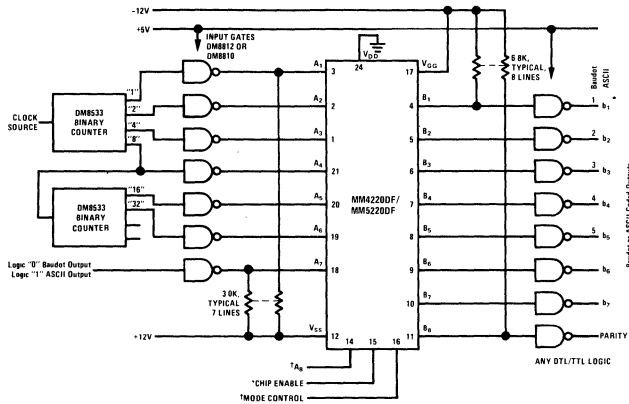 -12V
+5V
INPUT GATES
DM8812 OR
DM8810
24
VDD
6 8K,
TYPICAL,
8 LINES
Baudot
ASCII
CLOCK
SOURCE
DM8533
BINARY
COUNTER
"1"
"2"
"4"
"8"
DM8533
BINARY
COUNTER
"16"
"32"
Logic "0" Baudot Output
Logic "1" ASCII Output
A1
3
A2
2
A3
1
A4
21
A5
20
A6
19
A7
18
3 0K,
TYPICAL
7 LINES
+12V
VSS
12
MM4220DF/
MM5220DF
17
VGG
4
B1
5
B2
6
B3
7
B4
8
B5
9
B6
10
B7
11
B8
1
b1
*
2
b2
3
b3
4
b4
5
b5
b6
b7
PARITY
ANY DTL/TTL LOGIC
14
15
16
†A8
*CHIP ENABLE
†MODE CONTROL